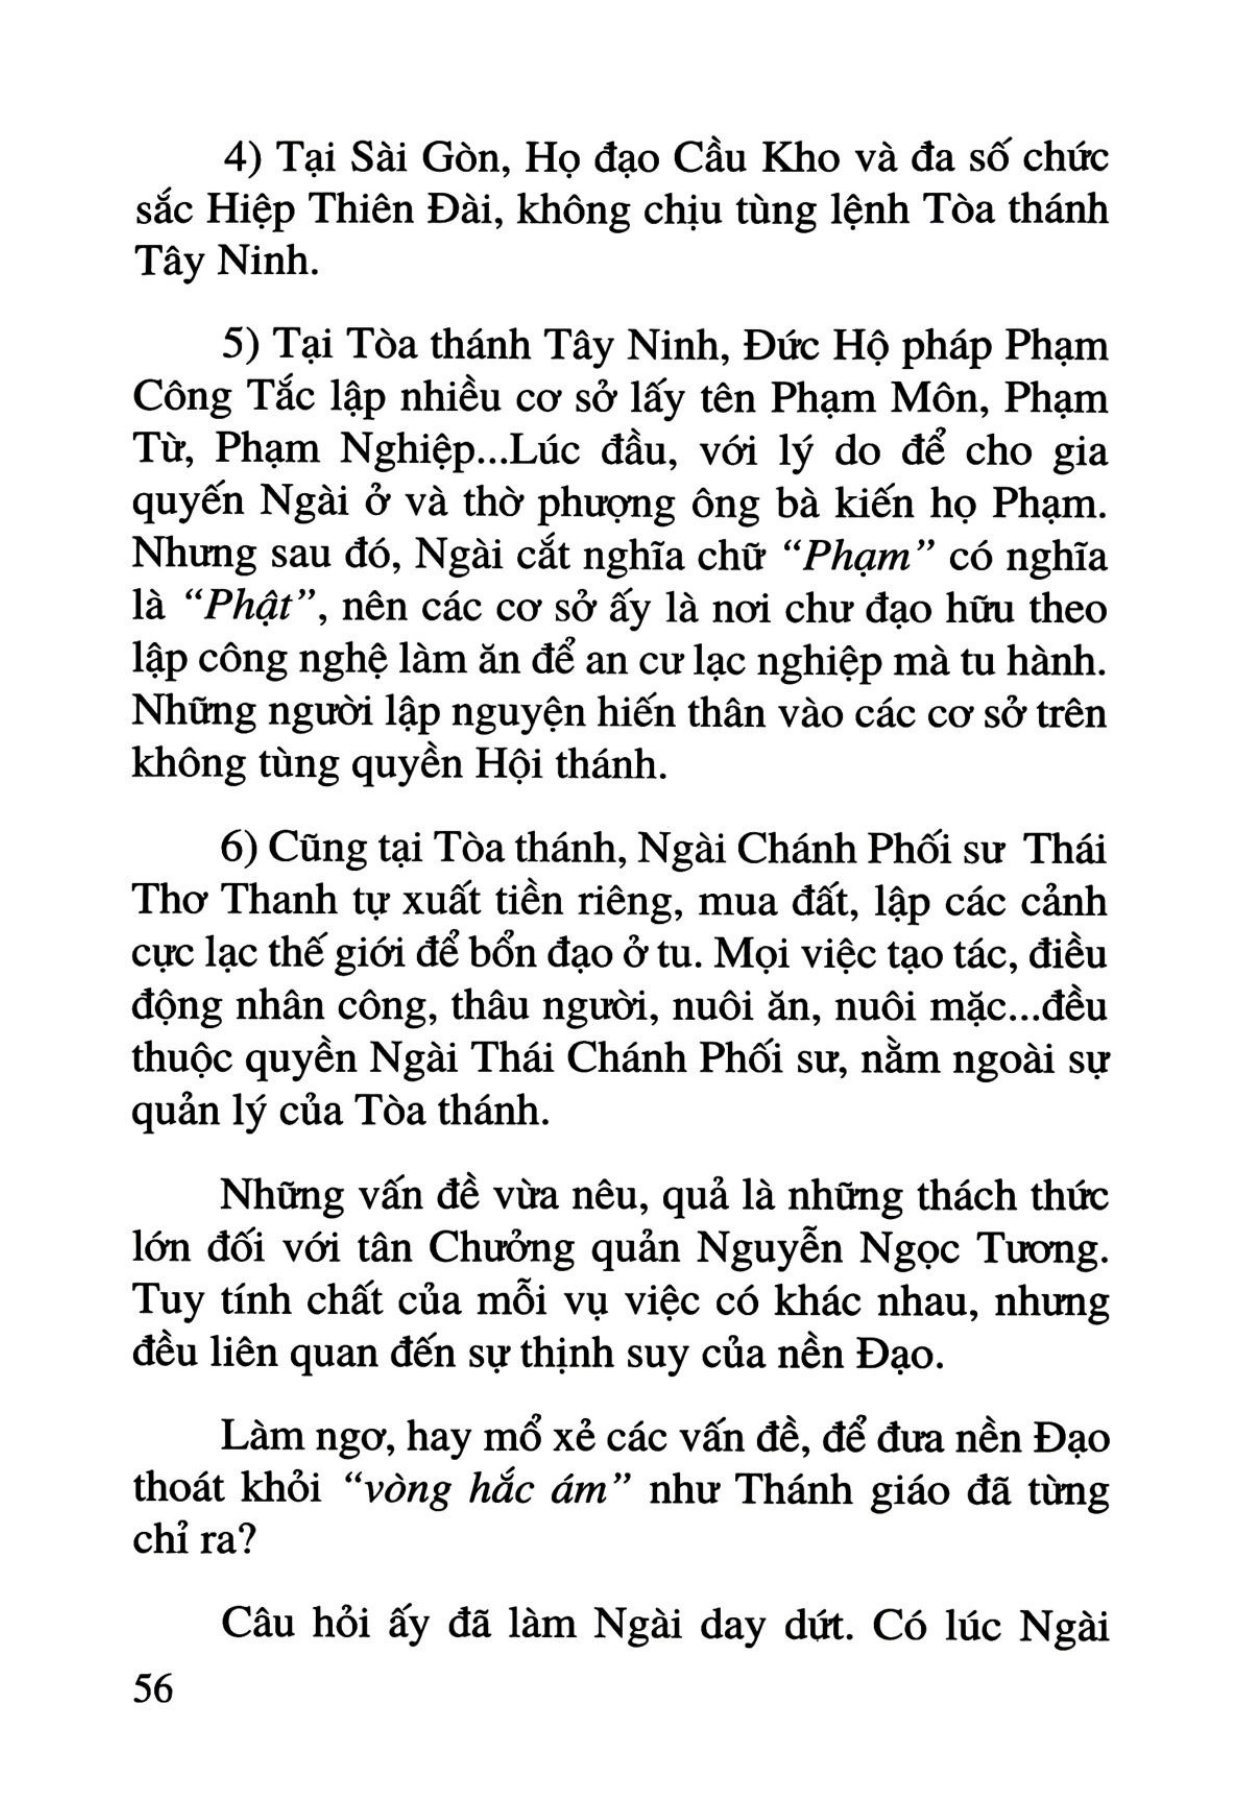 4) Tại Sài Gòn, Họ đạo Cầu Kho và đa số chức
sắc Hiệp Thiên Đài, không chịu tùng lệnh Tòa thánh
Tây Ninh.
5) Tại Tòa thánh Tây Ninh, Đức Hộ pháp Phạm
Công Tắc lập nhiều cơ sở lấy tên Phạm Môn, Phạm
Từ, Phạm Nghiệp...Lúc đầu, với lý do để cho gia
quyến Ngài ở và thờ phượng ông bà kiến họ Phạm.
Nhưng sau đó, Ngài cắt nghĩa chữ “Phạm” có nghĩa
là “Phật”, nên các cơ sở ấy là nơi chư đạo hữu theo
lập công nghệ làm ăn để an cư lạc nghiệp mà tu hành.
Những người lập nguyện hiến thân vào các cơ sở trên
không tùng quyền Hội thánh.
6) Cũng tại Tòa thánh, Ngài Chánh Phối sư Thái
Thơ Thanh tự xuất tiền riêng, mua đất, lập các cảnh
cực lạc thế giới để bổn đạo ở tu. Mọi việc tạo tác, điều
động nhân công, thâu người, nuôi ăn, nuôi mặc...đều
thuộc quyền Ngài Thái Chánh Phối sư, nằm ngoài sự
quản lý của Tòa thánh.
Những vấn đề vừa nêu, quả là những thách thức
lớn đối với tân Chưởng quản Nguyễn Ngọc Tương.
Tuy tính chất của mỗi vụ việc có khác nhau, nhưng
đều liên quan đến sự thịnh suy của nền Đạo.
Làm ngơ, hay mổ xẻ các vấn đề, để đưa nền Đạo
thoát khỏi “vòng hắc ám” như Thánh giáo đã từng
chỉ ra?
Câu hỏi ấy đã làm Ngài day dứt. Có lúc Ngài
56